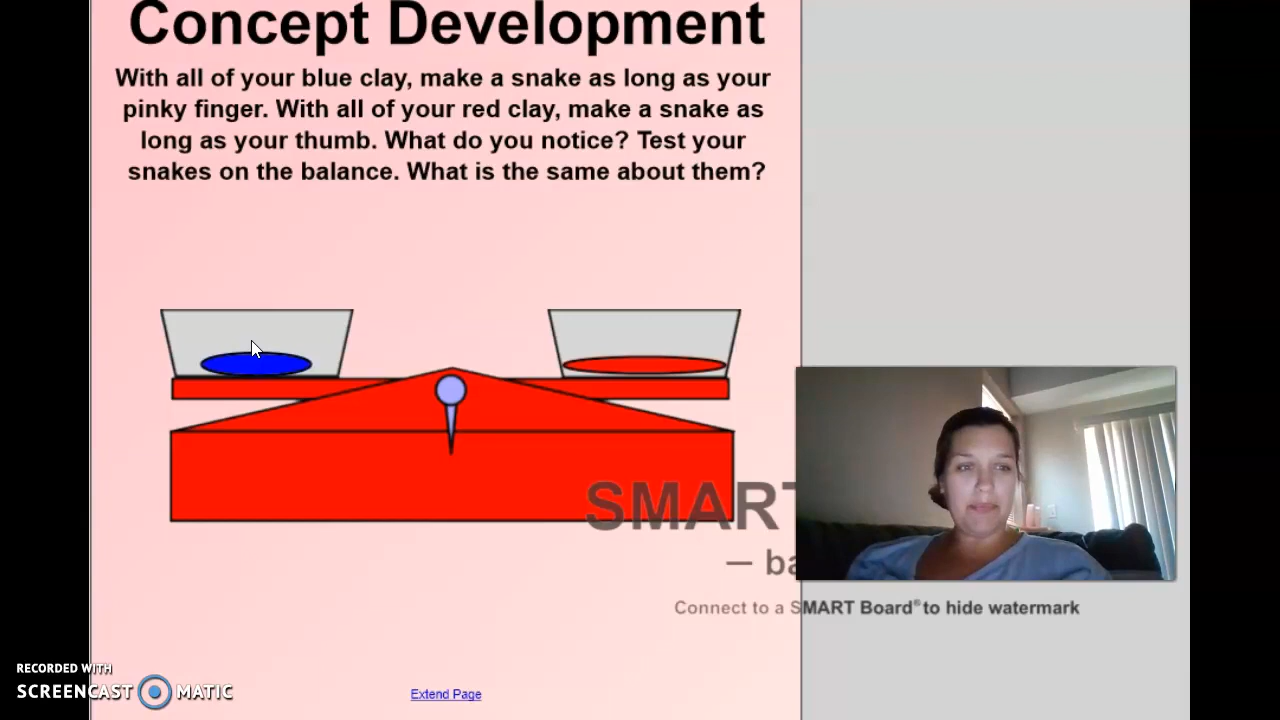 Concept Development
With all of your blue clay, make a snake as long as your
pinky finger. With all of your red clay, make a snake as
long as your thumb. What do you notice? Test your
snakes on the balance. What is the same about them?
SMART
— ba
Connect to a SMART Board® to hide watermark
RECORDED WITH
SCREENCAST MATIC
Extend Page